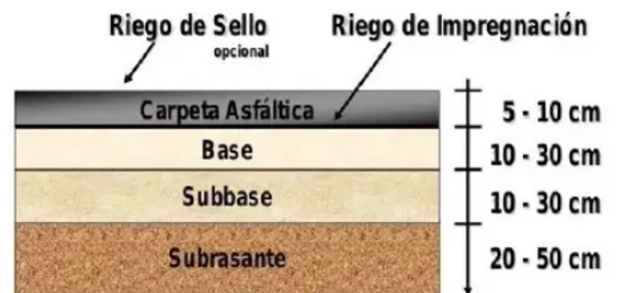 Riego de Sello
opcional
Riego de Impregnación
Carpeta Asfáltica
5 - 10 cm
Base
10 - 30 cm
Subbase
10 - 30 cm
Subrasante
20 - 50 cm